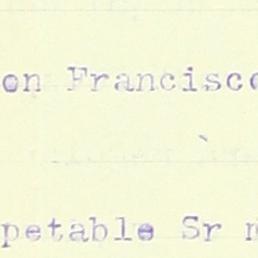 on Francisco
petable Sr m